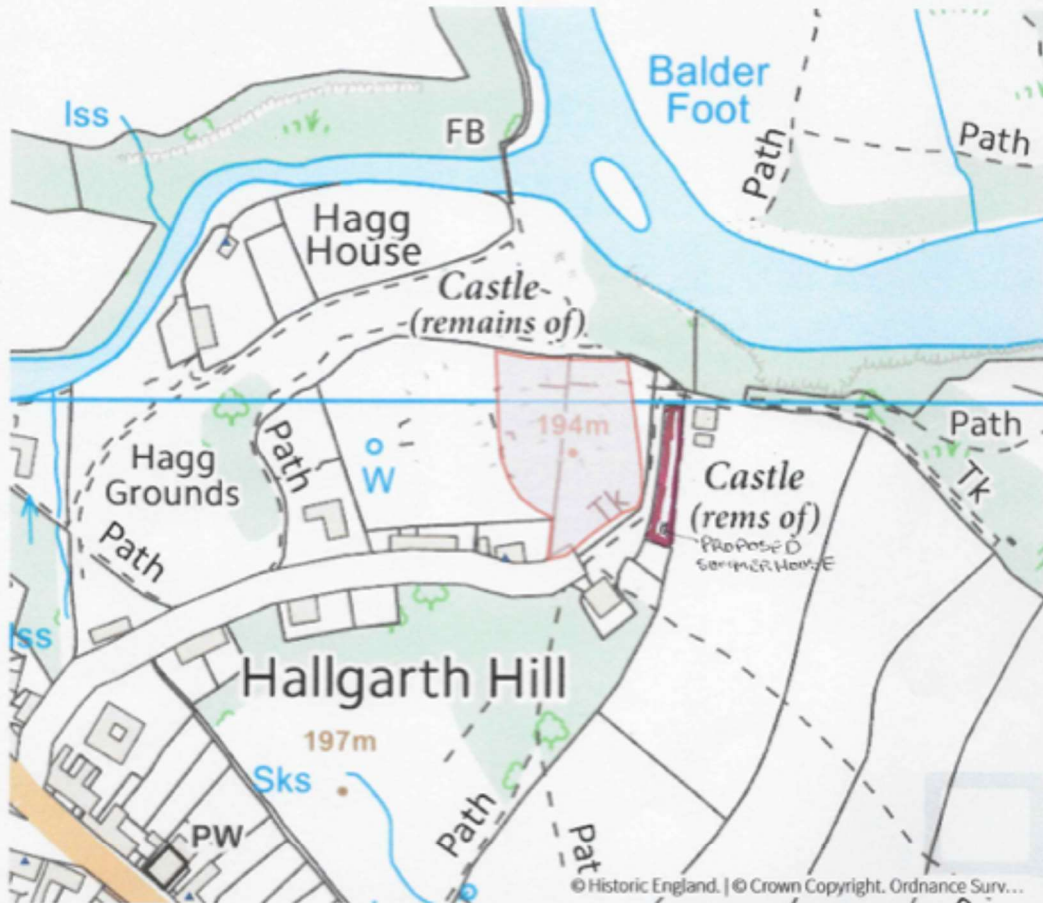 Balder
Foot
Iss
FB
Path
Path
Hagg
House
Castle
(remains of)
194m
Path
Path
Hagg
Grounds
W
Tk
Castle
(rems of)
Tk
PROPOSED
SUMMERHOUSE
Path
Iss
Hallgarth Hill
197m
Sks
Path
Pat
PW
© Historic England. | © Crown Copyright. Ordnance Surv...